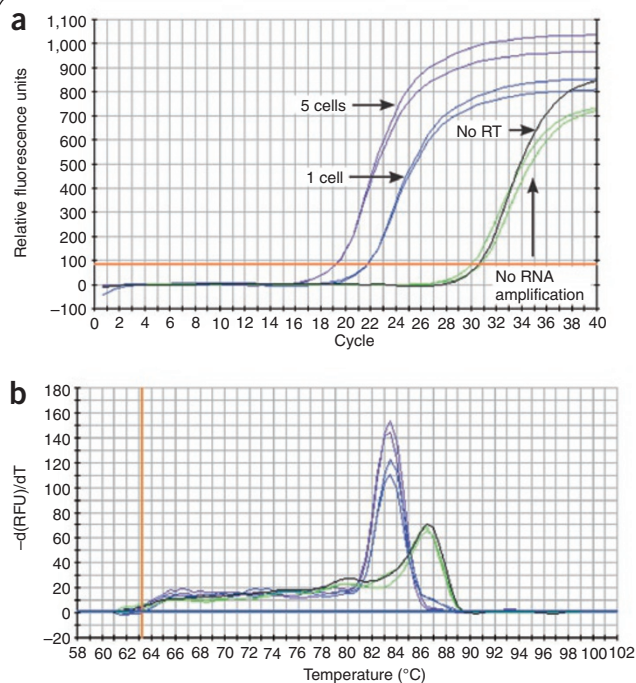 a
1,100
1,000
900
800
700
600
500
400
300
200
100
0
−100
Relative fluorescence units
5 cells
1 cell
No RT
No RNA
amplification
0 2 4 6 8 10 12 14 16 18 20 22 24 26 28 30 32 34 36 38 40
Cycle
b
180
160
140
120
100
80
60
40
20
0
−20
−d(RFU)/dT
58 60 62 64 66 68 70 72 74 76 78 80 82 84 86 88 90 92 94 96 98 100 102
Temperature (°C)